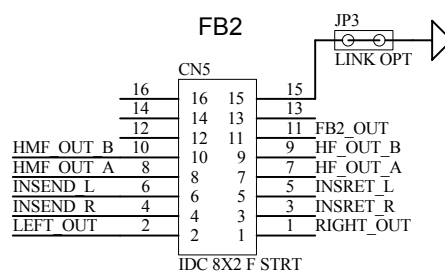 FB2
JP3
LINK OPT
CN5
16 16 15 15
14 14 13 13
12 12 11 11 FB2_OUT
HMF_OUT_B 10 10 9 9 HF_OUT_B
HMF_OUT_A 8 8 7 7 HF_OUT_A
INSEND_L 6 6 5 5 INSRET_L
INSEND_R 4 4 3 3 INSRET_R
LEFT_OUT 2 2 1 1 RIGHT_OUT
IDC 8X2 F STRT